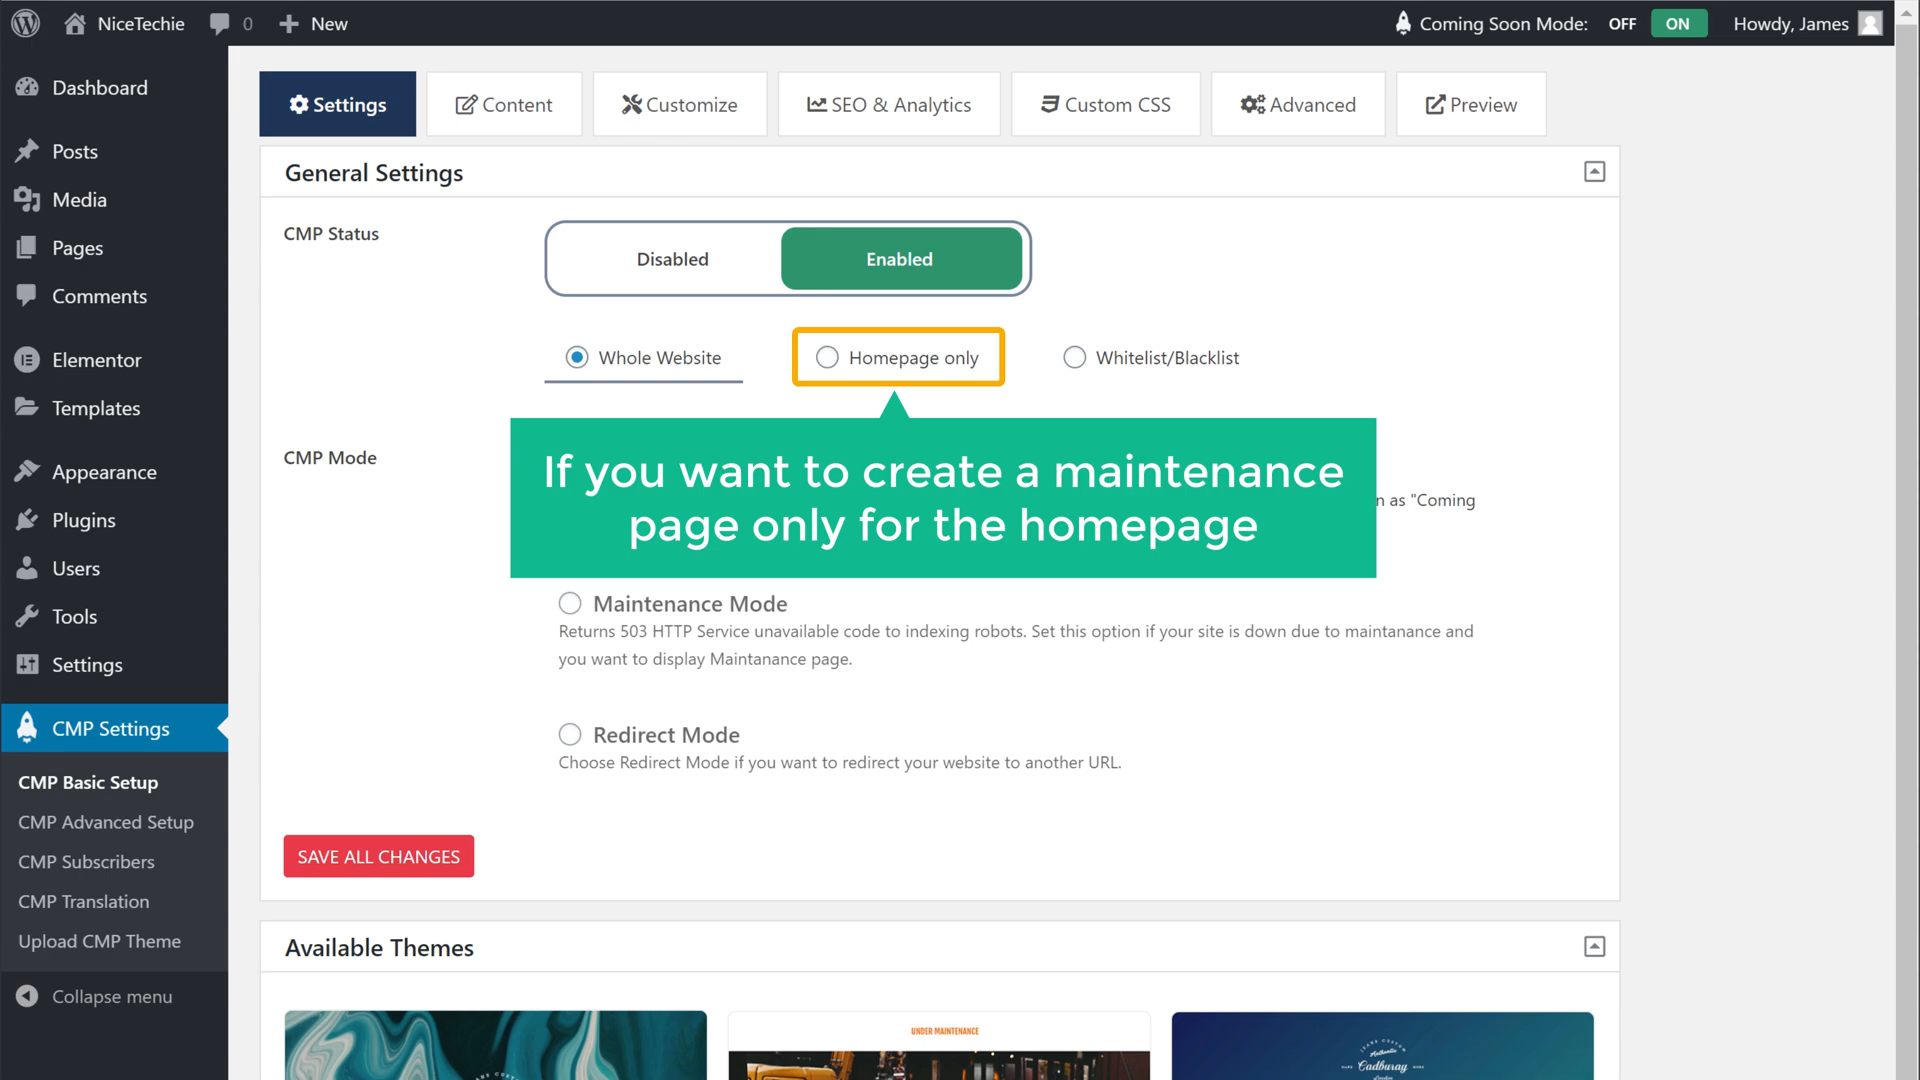 NiceTechie 0 New Coming Soon Mode: OFF ON Howdy, James
Dashboard
Posts
Media
Pages
Comments
Elementor
Templates
Appearance
Plugins
Users
Tools
Settings
CMP Settings
CMP Basic Setup
CMP Advanced Setup
CMP Subscribers
CMP Translation
Upload CMP Theme
Collapse menu
Settings Content Customize SEO & Analytics Custom CSS Advanced Preview
General Settings
CMP Status
Disabled Enabled
Whole Website Homepage only Whitelist/Blacklist
If you want to create a maintenance
page only for the homepage
CMP Mode
n as "Coming
Maintenance Mode
Returns 503 HTTP Service unavailable code to indexing robots. Set this option if your site is down due to maintanance and
you want to display Maintanance page.
Redirect Mode
Choose Redirect Mode if you want to redirect your website to another URL.
SAVE ALL CHANGES
Available Themes
UNDER MAINTENANCE
JEANS CUSTOM
Authentic
Cadburay